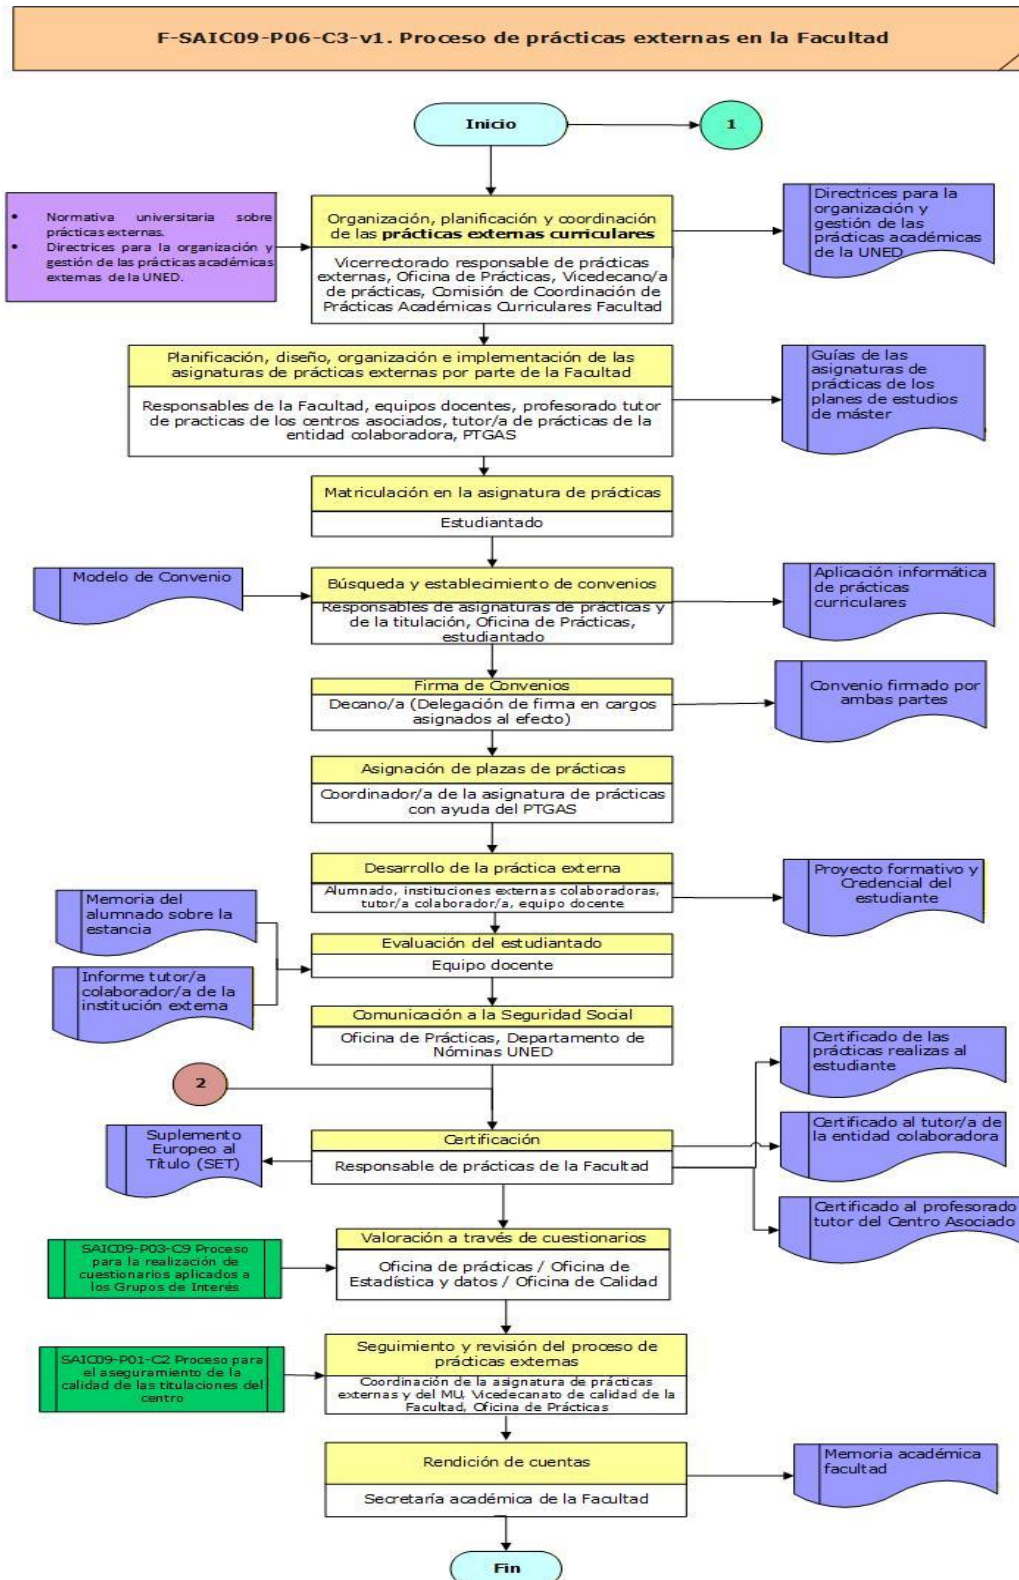 F-SAIC09-P06-C3-v1. Proceso de prácticas externas en la Facultad
Inicio
1
• Normativa universitaria sobre
prácticas externas.
• Directrices para la organización y
gestión de las prácticas académicas
externas de la UNED.
Organización, planificación y coordinación
de las prácticas externas curriculares
Vicerrectorado responsable de prácticas
externas, Oficina de Prácticas, Vicedecano/a
de prácticas, Comisión de Coordinación de
Prácticas Académicas Curriculares Facultad
Directrices para la
organización y
gestión de las
prácticas académicas
de la UNED
Planificación, diseño, organización e implementación de las
asignaturas de prácticas externas por parte de la Facultad
Responsables de la Facultad, equipos docentes, profesorado tutor
de practicas de los centros asociados, tutor/a de prácticas de la
entidad colaboradora, PTGAS
Guías de las
asignaturas de
prácticas de los
planes de estudios
de máster
Matriculación en la asignatura de prácticas
Estudiantado
Modelo de Convenio
Búsqueda y establecimiento de convenios
Responsables de asignaturas de prácticas y
de la titulación, Oficina de Prácticas,
estudiantado
Aplicación informática
de prácticas
curriculares
Firma de Convenios
Decano/a (Delegación de firma en cargos
asignados al efecto)
Convenio firmado por
ambas partes
Asignación de plazas de prácticas
Coordinador/a de la asignatura de prácticas
con ayuda del PTGAS
Desarrollo de la práctica externa
Alumnado, instituciones externas colaboradoras,
tutor/a colaborador/a, equipo docente
Proyecto formativo y
Credencial del
estudiante
Memoria del
alumnado sobre la
estancia
Informe tutor/a
colaborador/a de la
institución externa
Evaluación del estudiantado
Equipo docente
Comunicación a la Seguridad Social
Oficina de Prácticas, Departamento de
Nóminas UNED
2
Certificado de las
prácticas realizas al
estudiante
Suplemento
Europeo al
Título (SET)
Certificación
Responsable de prácticas de la Facultad
Certificado al tutor/a de
la entidad colaboradora
Certificado al profesorado
tutor del Centro Asociado
SAIC09-P03-C9 Proceso
para la realización de
cuestionarios aplicados a
los Grupos de Interés
Valoración a través de cuestionarios
Oficina de prácticas / Oficina de
Estadística y datos / Oficina de Calidad
SAIC09-P01-C2 Proceso para
el aseguramiento de la
calidad de las titulaciones del
centro
Seguimiento y revisión del proceso de
prácticas externas
Coordinación de la asignatura de prácticas
externas y del MU, Vicedecanato de calidad de la
Facultad, Oficina de Prácticas
Rendición de cuentas
Secretaría académica de la Facultad
Memoria académica
facultad
Fin